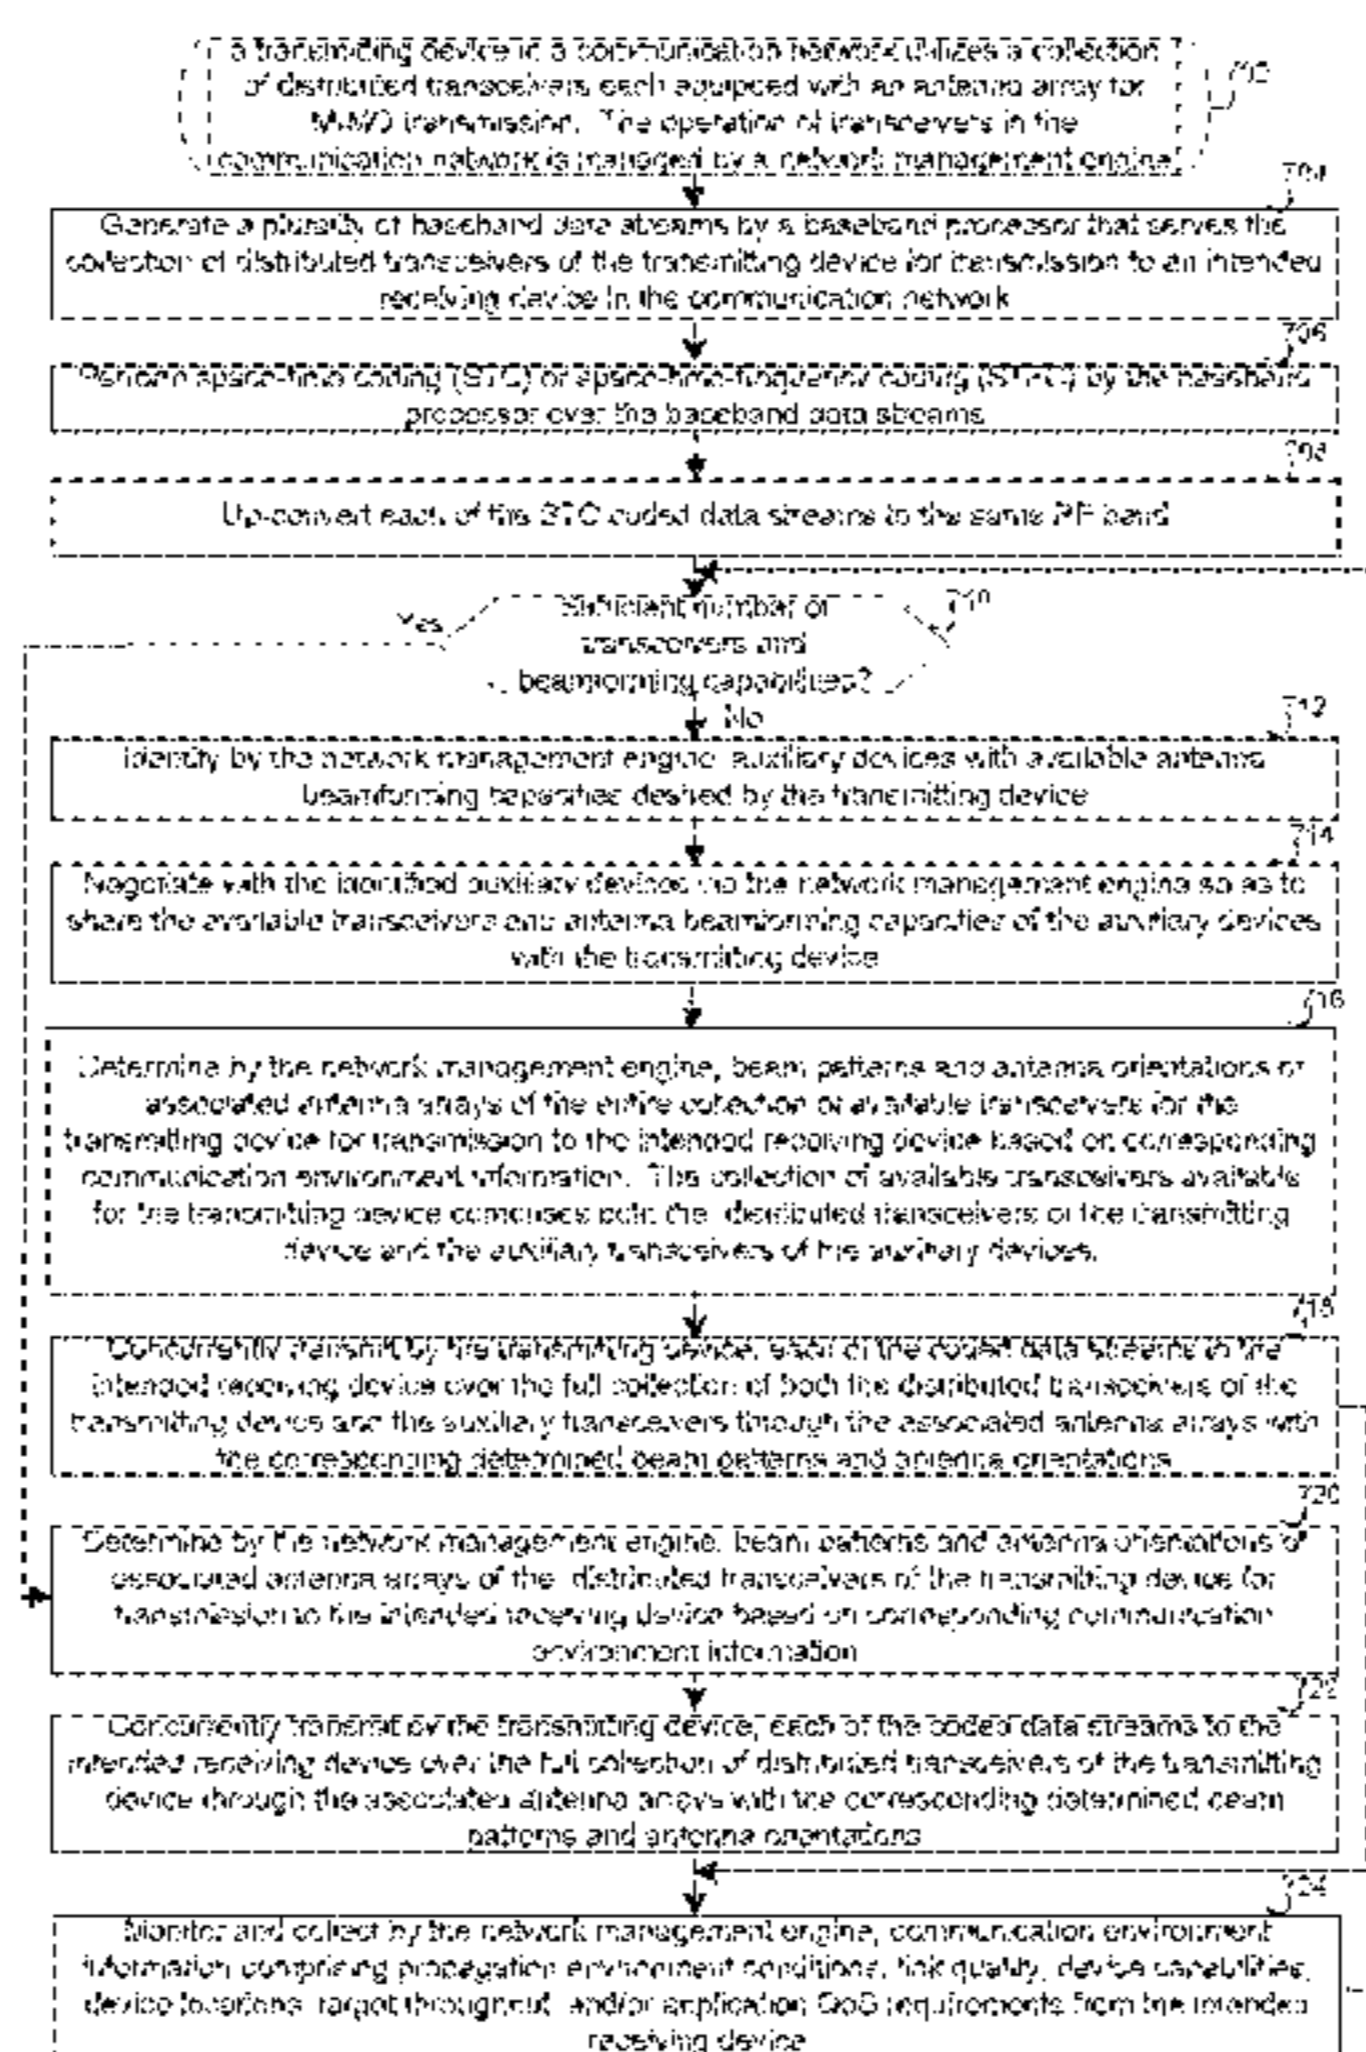 a transmitting device in a communication network utilizes a collection
of distributed transceivers each equipped with an antenna array for
MIMO transmission. The operation of transceivers in the
communication network is managed by a network management engine.
704
Generate a plurality of baseband data streams by a baseband processor that serves the
collection of distributed transceivers of the transmitting device for transmission to an intended
receiving device in the communication network
706
Perform space-time coding (STC) or space-time-frequency coding (STFC) by the baseband
processor over the baseband data streams
708
Up-convert each of the STC coded data streams to the same RF band
Sufficient number of
710
Yes
transceivers and
beamforming capabilities?
No
712
Identify by the network management engine, auxiliary devices with available antenna
beamforming capacities desired by the transmitting device
714
Negotiate with the identified auxiliary devices via the network management engine so as to
share the available transceivers and antenna beamforming capacities of the auxiliary devices
with the transmitting device
716
Determine by the network management engine, beam patterns and antenna orientations of
associated antenna arrays of the entire collection of available transceivers for the
transmitting device for transmission to the intended receiving device based on corresponding
communication environment information. The collection of available transceivers available
for the transmitting device comprises both the distributed transceivers of the transmitting
device and the auxiliary transceivers of the auxiliary devices.
718
Concurrently transmit by the transmitting device, each of the coded data streams to the
intended receiving device over the full collection of both the distributed transceivers of the
transmitting device and the auxiliary transceivers through the associated antenna arrays with
the corresponding determined beam patterns and antenna orientations
720
Determine by the network management engine, beam patterns and antenna orientations of
associated antenna arrays of the distributed transceivers of the transmitting device for
transmission to the intended receiving device based on corresponding communication
environment information
722
Concurrently transmit by the transmitting device, each of the coded data streams to the
intended receiving device over the full collection of distributed transceivers of the transmitting
device through the associated antenna arrays with the corresponding determined beam
patterns and antenna orientations
724
Monitor and collect by the network management engine, communication environment
information comprising propagation environment conditions, link quality, device capabilities,
device locations, target throughput, and/or application QoS requirements from the intended
receiving device